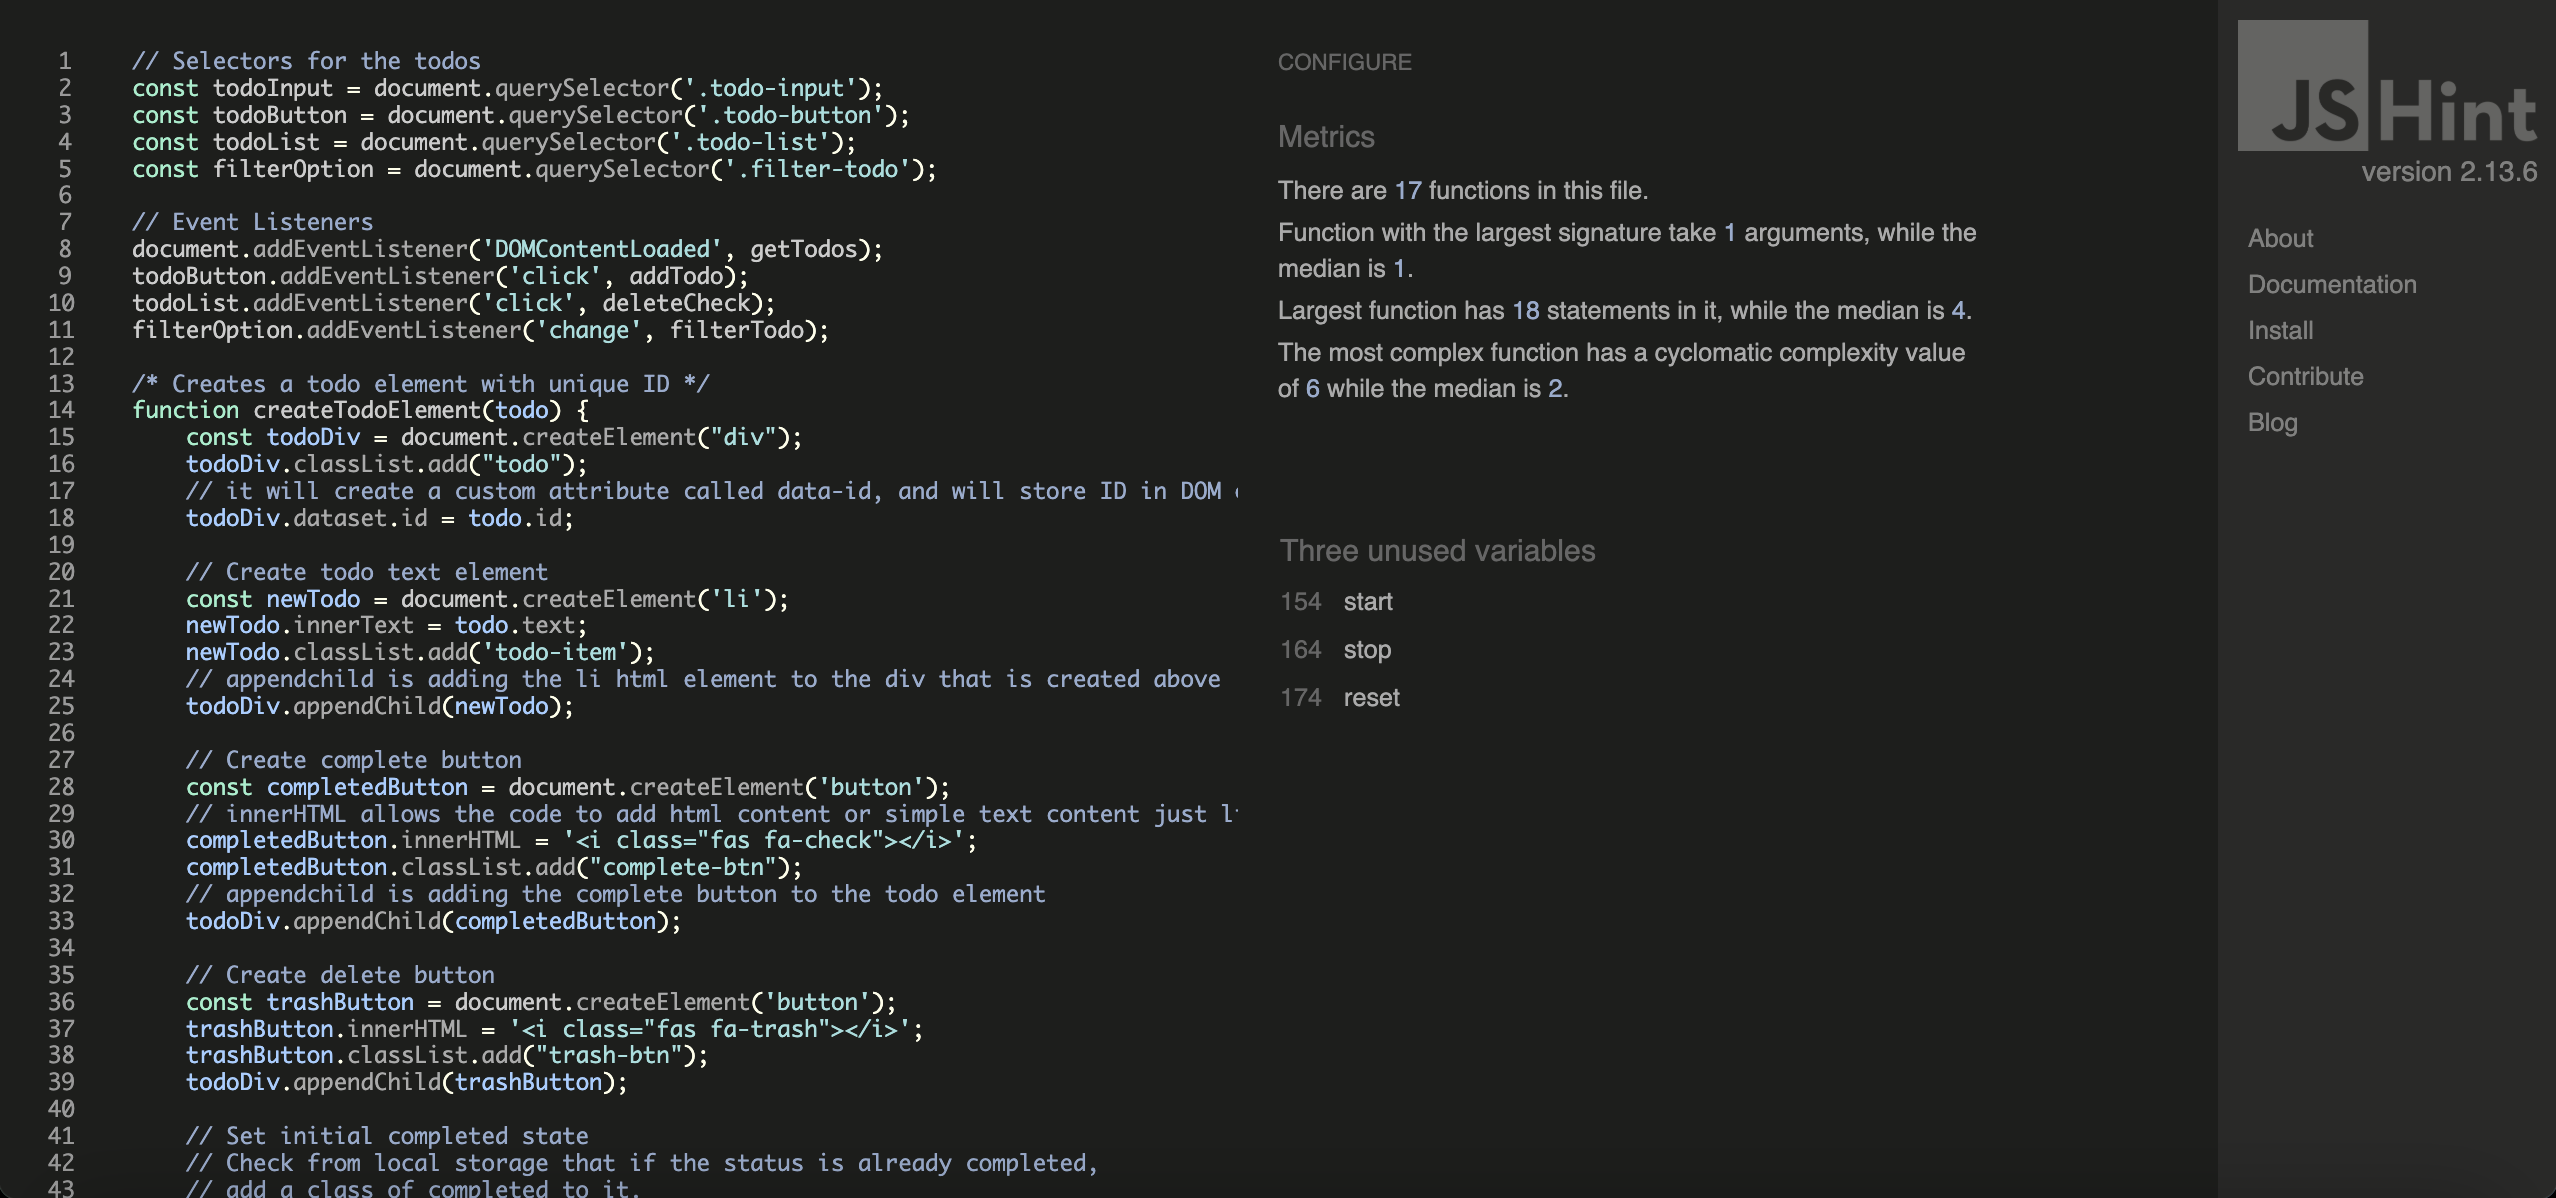 1 // Selectors for the todos
2 const todoInput = document.querySelector('.todo-input');
3 const todoButton = document.querySelector('.todo-button');
4 const todoList = document.querySelector('.todo-list');
5 const filterOption = document.querySelector('.filter-todo');
6
7 // Event Listeners
8 document.addEventListener('DOMContentLoaded', getTodos);
9 todoButton.addEventListener('click', addTodo);
10 todoList.addEventListener('click', deleteCheck);
11 filterOption.addEventListener('change', filterTodo);
12
13 /* Creates a todo element with unique ID */
14 function createTodoElement(todo) {
15 const todoDiv = document.createElement("div");
16 todoDiv.classList.add("todo");
17 // it will create a custom attribute called data-id, and will store ID in DOM
18 todoDiv.dataset.id = todo.id;
19
20 // Create todo text element
21 const newTodo = document.createElement('li');
22 newTodo.innerText = todo.text;
23 newTodo.classList.add('todo-item');
24 // appendchild is adding the li html element to the div that is created above
25 todoDiv.appendChild(newTodo);
26
27 // Create complete button
28 const completedButton = document.createElement('button');
29 // innerHTML allows the code to add html content or simple text content just
30 completedButton.innerHTML = '<i class="fas fa-check"></i>';
31 completedButton.classList.add("complete-btn");
32 // appendchild is adding the complete button to the todo element
33 todoDiv.appendChild(completedButton);
34
35 // Create delete button
36 const trashButton = document.createElement('button');
37 trashButton.innerHTML = '<i class="fas fa-trash"></i>';
38 trashButton.classList.add("trash-btn");
39 todoDiv.appendChild(trashButton);
40
41 // Set initial completed state
42 // Check from local storage that if the status is already completed,
43 // add a class of completed to it.
CONFIGURE
Metrics
There are 17 functions in this file.
Function with the largest signature take 1 arguments, while the
median is 1.
Largest function has 18 statements in it, while the median is 4.
The most complex function has a cyclomatic complexity value
of 6 while the median is 2.
Three unused variables
154 start
164 stop
174 reset
JSHint
version 2.13.6
About
Documentation
Install
Contribute
Blog